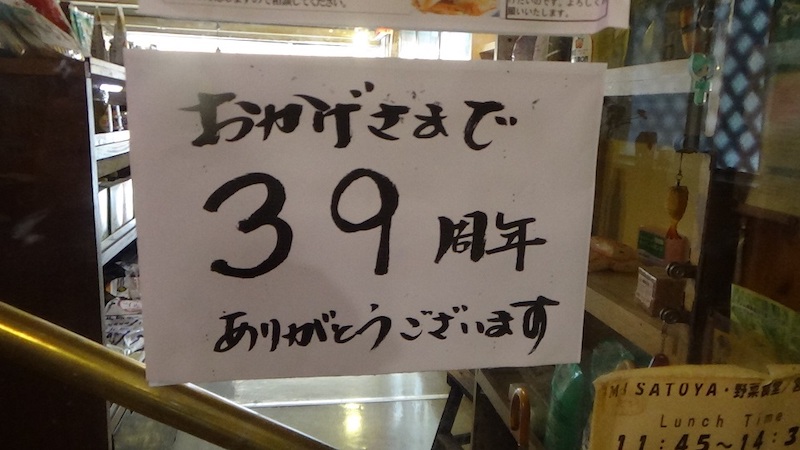 おかげさまで
39周年
ありがとうございます
MISATOYA・野菜
Lunch Time
11:45～14:3